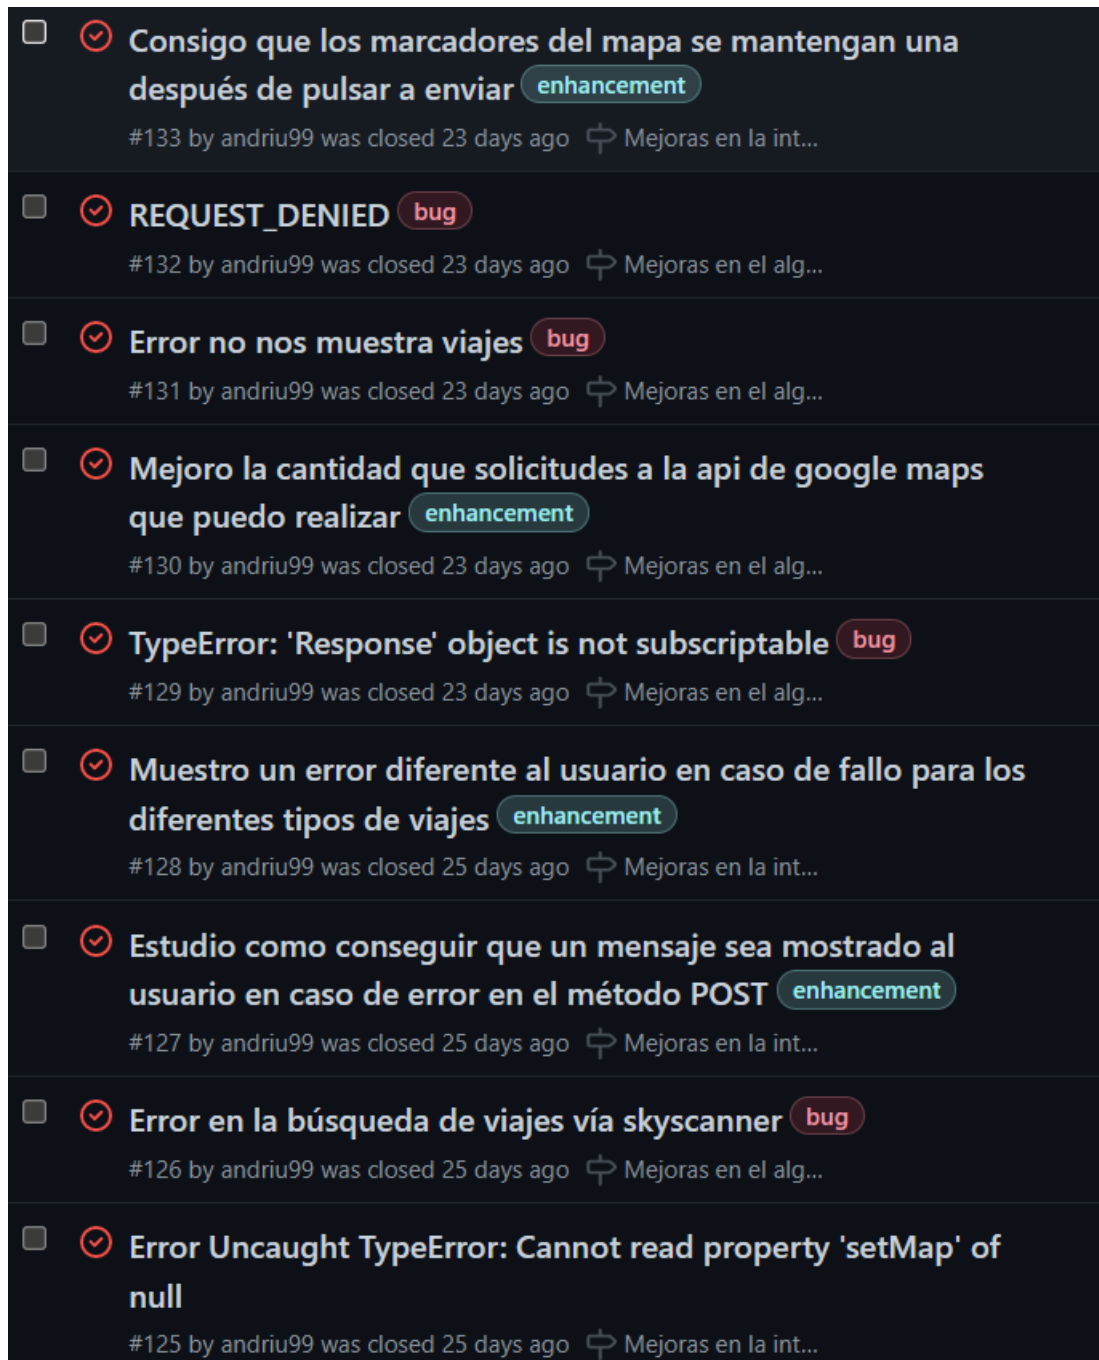 Consigo que los marcadores del mapa se mantengan una
después de pulsar a enviar enhancement
#133 by andriu99 was closed 23 days ago Mejoras en la int...
REQUEST_DENIED bug
#132 by andriu99 was closed 23 days ago Mejoras en el alg...
Error no nos muestra viajes bug
#131 by andriu99 was closed 23 days ago Mejoras en el alg...
Mejoro la cantidad que solicitudes a la api de google maps
que puedo realizar enhancement
#130 by andriu99 was closed 23 days ago Mejoras en el alg...
TypeError: 'Response' object is not subscriptable bug
#129 by andriu99 was closed 23 days ago Mejoras en el alg...
Muestro un error diferente al usuario en caso de fallo para los
diferentes tipos de viajes enhancement
#128 by andriu99 was closed 25 days ago Mejoras en la int...
Estudio como conseguir que un mensaje sea mostrado al
usuario en caso de error en el método POST enhancement
#127 by andriu99 was closed 25 days ago Mejoras en la int...
Error en la búsqueda de viajes vía skyscanner bug
#126 by andriu99 was closed 25 days ago Mejoras en el alg...
Error Uncaught TypeError: Cannot read property 'setMap' of
null
#125 by andriu99 was closed 25 days ago Mejoras en la int...